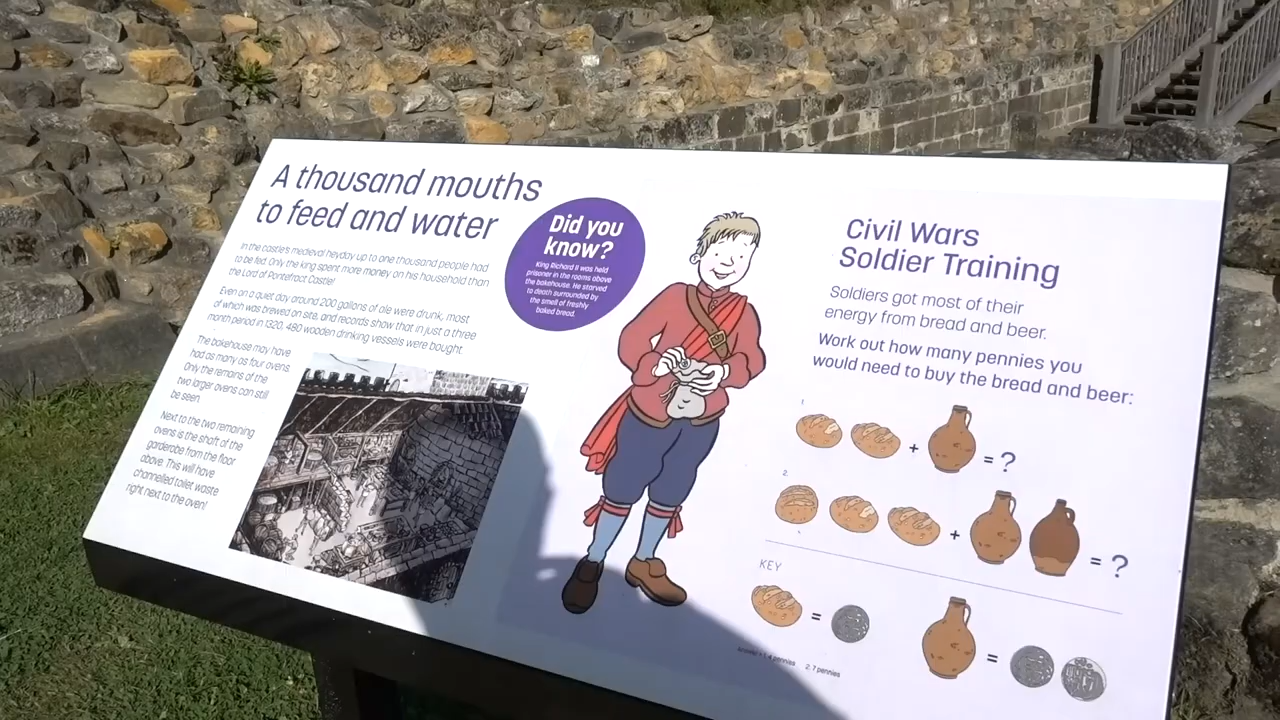 A thousand mouths
to feed and water
In the castle's medieval heyday up to one thousand people had
to be fed. Only the king spent more money on his household than
the Lord of Pontefract Castle!
Even on a quiet day around 200 gallons of ale were drunk, most
of which was brewed on site, and records show that in just a three
month period in 1320, 480 wooden drinking vessels were bought
The bakehouse may have
had as many as four ovens
Only the remains of the
two larger ovens can still
be seen.
Next to the two remaining
ovens is the shaft of the
garderobe from the floor
above. This will have
channelled toilet waste
right next to the oven!
Did you
know?
King Richard II was held
prisoner in the rooms above
the bakehouse. He starved
to death surrounded by
the smell of freshly
baked bread.
Civil Wars
Soldier Training
Soldiers got most of their
energy from bread and beer.
Work out how many pennies you
would need to buy the bread and beer:
1.
+ = ?
2.
+ = ?
KEY
= =
1. 4 pennies 2. 7 pennies